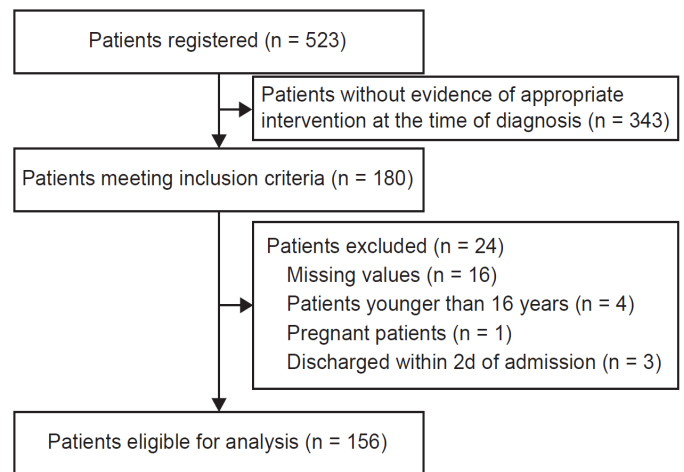 Patients registered (n = 523)
Patients without evidence of appropriate
intervention at the time of diagnosis (n = 343)
Patients meeting inclusion criteria (n = 180)
Patients excluded (n = 24)
Missing values (n = 16)
Patients younger than 16 years (n = 4)
Pregnant patients (n = 1)
Discharged within 2d of admission (n = 3)
Patients eligible for analysis (n = 156)